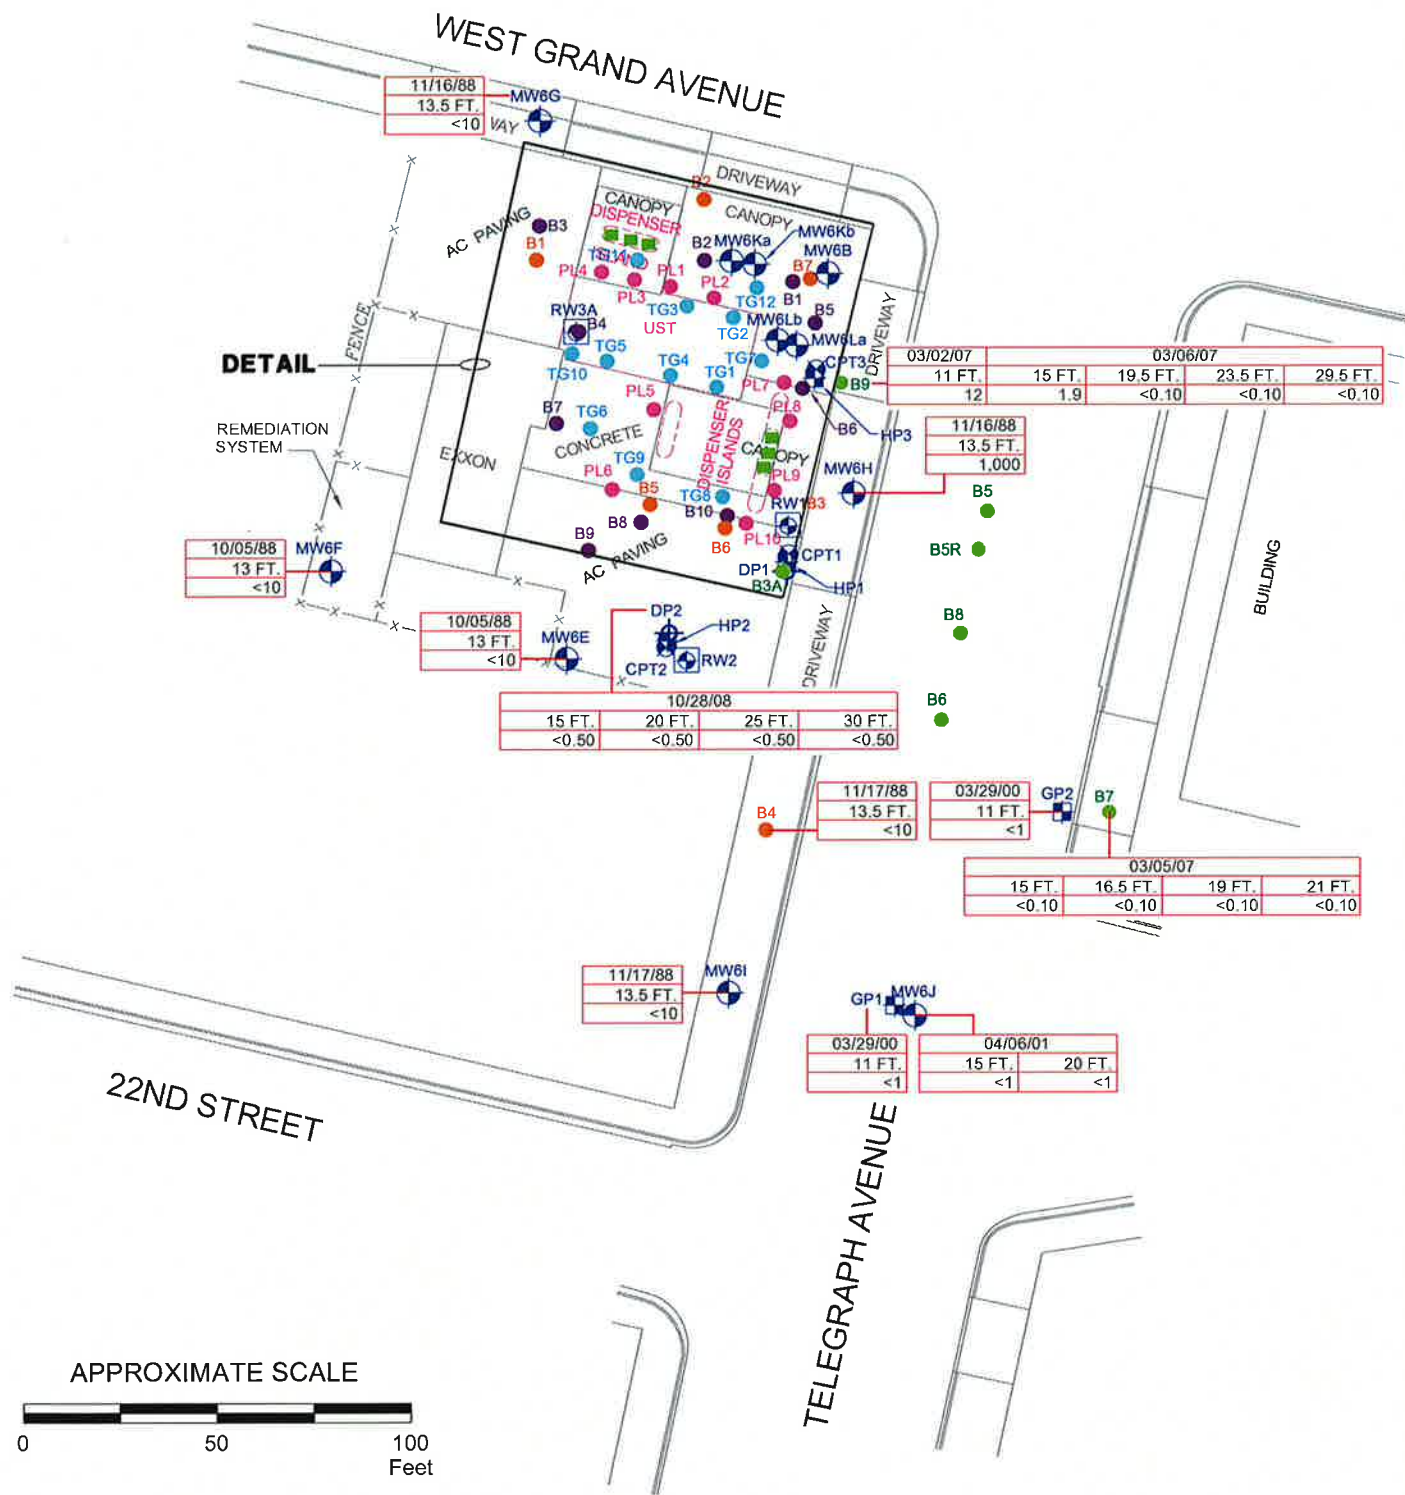 WEST GRAND AVENUE
11/16/88
13.5 FT.
<10
MW6G
WAY
DRIVEWAY
B2
CANOPY
CANOPY
DISPENSER
ISLAND
AC PAVING
B3
B1
TG11
PL4
PL3
PL1
PL2
B2
MW6Ka
MW6Kb
MW6B
B7
B1
TG12
B5
RW3A
B4
TG3
UST
TG2
MW6Lb
MW6La
DRIVEWAY
FENCE
DETAIL
TG10
TG5
TG4
TG1
TG7
CPT3
PL7
B9
03/02/07 03/06/07
11 FT. 15 FT. 19.5 FT. 23.5 FT. 29.5 FT.
12 1.9 <0.10 <0.10 <0.10
PL5
PL8
B6
HP3
B7
TG6
CONCRETE
DISPENSER
ISLANDS
CANOPY
11/16/88
13.5 FT.
1,000
MW6H
REMEDIATION
SYSTEM
EXXON
PL6
TG9
TG8
PL9
B5
B8
B10
B6
PL10
RW1
B3
B9
AC PAVING
CPT1
DP1
B3A
HP1
B5
B5R
B8
B6
BUILDING
10/05/88
13 FT.
<10
MW6F
10/05/88
13 FT.
<10
MW6E
DP2
HP2
CPT2
RW2
DRIVEWAY
10/28/08
15 FT. 20 FT. 25 FT. 30 FT.
<0.50 <0.50 <0.50 <0.50
B4
11/17/88
13.5 FT.
<10
03/29/00
11 FT.
<1
GP2
B7
03/05/07
15 FT. 16.5 FT. 19 FT. 21 FT.
<0.10 <0.10 <0.10 <0.10
11/17/88
13.5 FT.
<10
MW6I
GP1
MW6J
03/29/00
11 FT.
<1
04/06/01
15 FT. 20 FT.
<1 <1
22ND STREET
TELEGRAPH AVENUE
APPROXIMATE SCALE
0 50 100
Feet